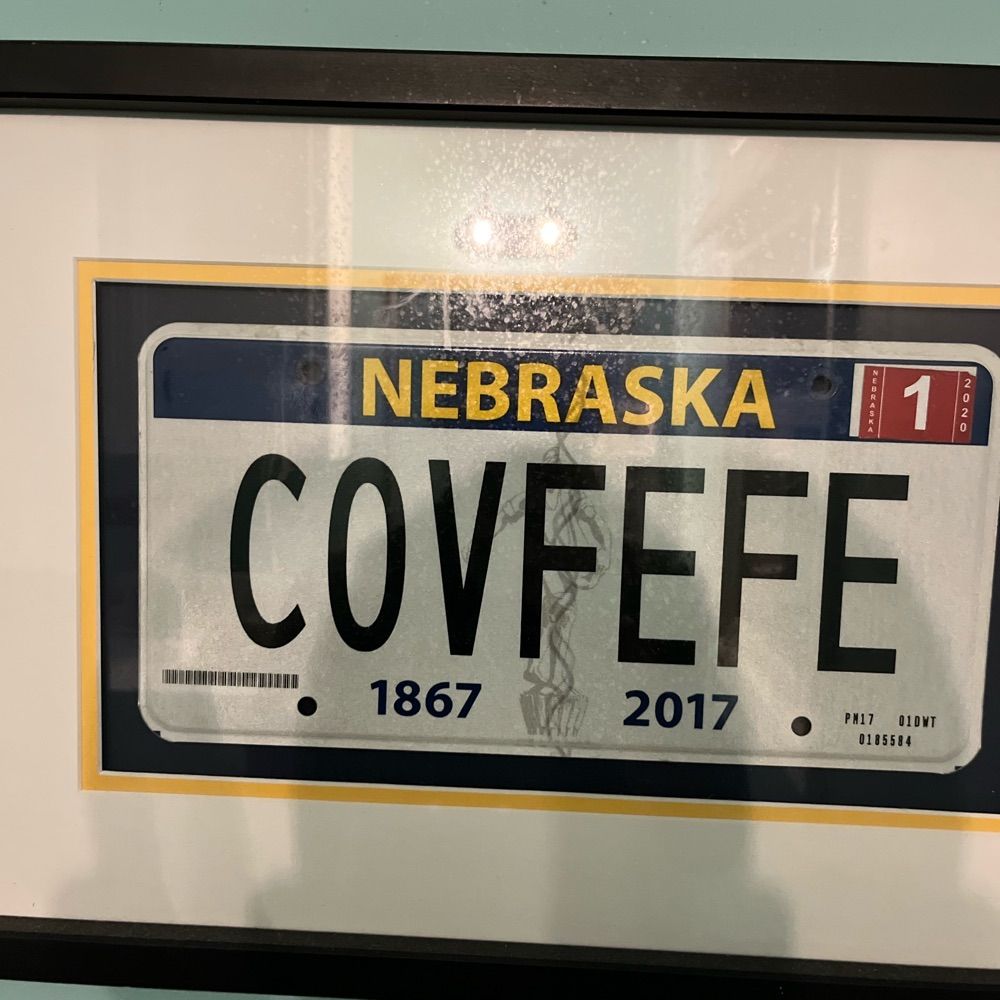 NEBRASKA
NEBRASKA 1 2020
COVFEFE
1867 2017
PM17 01DWT
0185584